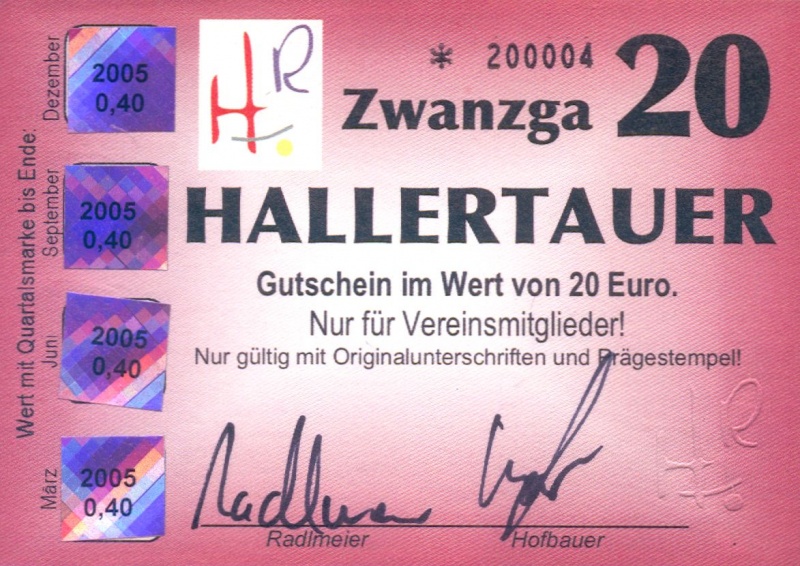 Wert mit Quartalsmarke bis Ende:
Dezember
2005
0,40
September
2005
0,40
Juni
2005
0,40
März
2005
0,40
HR
* 200004
Zwanzga 20
HALLERTAUER
Gutschein im Wert von 20 Euro.
Nur für Vereinsmitglieder!
Nur gültig mit Originalunterschriften und Prägestempel!
HR
Radlmeier
Hofbauer